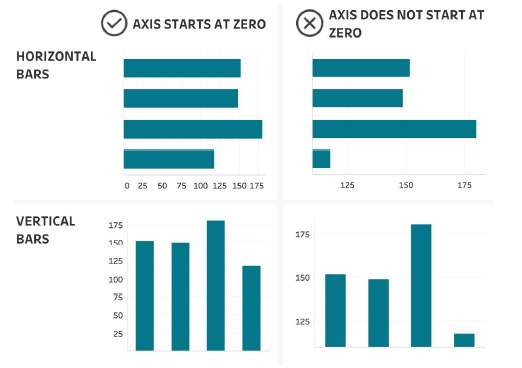 AXIS STARTS AT ZERO
AXIS DOES NOT START AT
ZERO
HORIZONTAL
BARS
0 25 50 75 100 125 150 175
125 150 175
VERTICAL
BARS
175
150
125
100
75
50
25
175
150
125